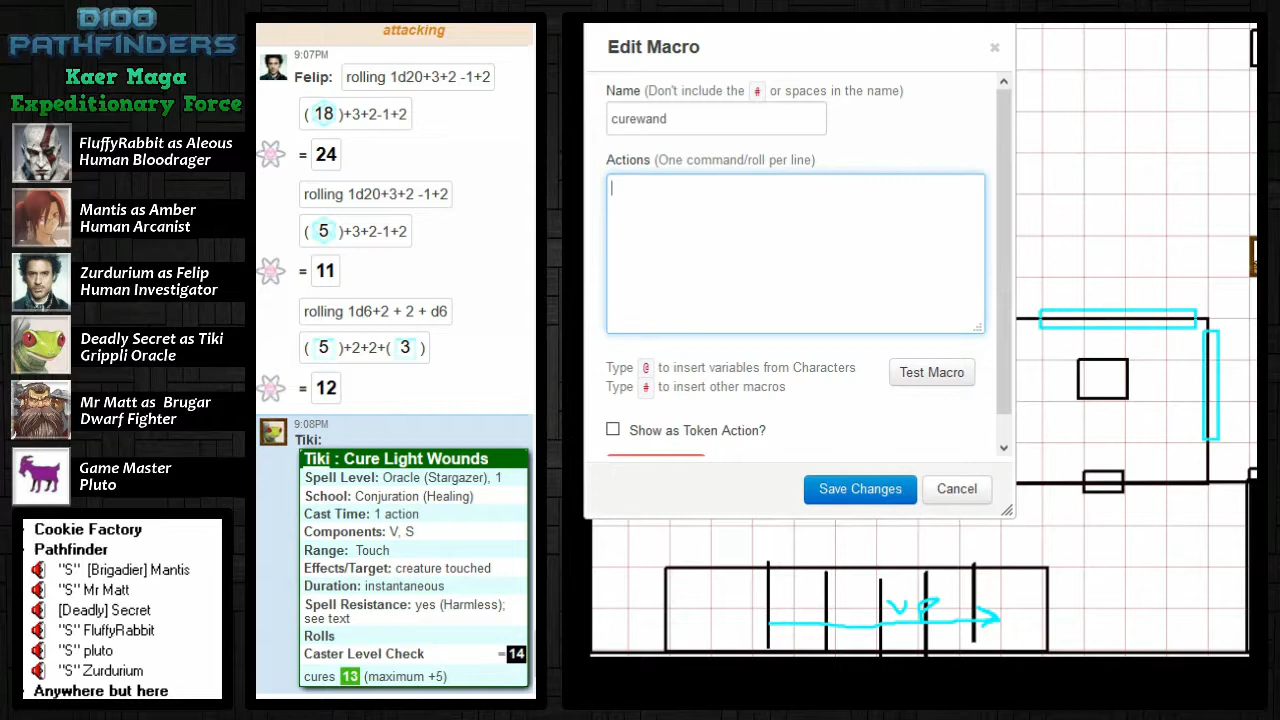 D100
PATHFINDERS
Kaer Maga
Expeditionary Force
FluffyRabbit as Aleous
Human Bloodrager
Mantis as Amber
Human Arcanist
Zurdurium as Felip
Human Investigator
Deadly Secret as Tiki
Grippli Oracle
Mr Matt as Brugar
Dwarf Fighter
Game Master
Pluto
Cookie Factory
Pathfinder
"S" [Brigadier] Mantis
"S" Mr Matt
[Deadly] Secret
"S" FluffyRabbit
"S" pluto
"S" Zurdurium
Anywhere but here
attacking
9:07PM
Felip: rolling 1d20+3+2 -1+2
( 18 )+3+2-1+2
= 24
rolling 1d20+3+2 -1+2
( 5 )+3+2-1+2
= 11
rolling 1d6+2 + 2 + d6
( 5 )+2+2+( 3 )
= 12
9:08PM
Tiki:
Tiki : Cure Light Wounds
Spell Level: Oracle (Stargazer), 1
School: Conjuration (Healing)
Cast Time: 1 action
Components: V, S
Range: Touch
Effects/Target: creature touched
Duration: instantaneous
Spell Resistance: yes (Harmless);
see text
Rolls
Caster Level Check =14
cures 13 (maximum +5)
Edit Macro ×
Name (Don't include the # or spaces in the name)
curewand
Actions (One command/roll per line)
Type @ to insert variables from Characters
Type # to insert other macros
Test Macro
Show as Token Action?
Save Changes
Cancel
up